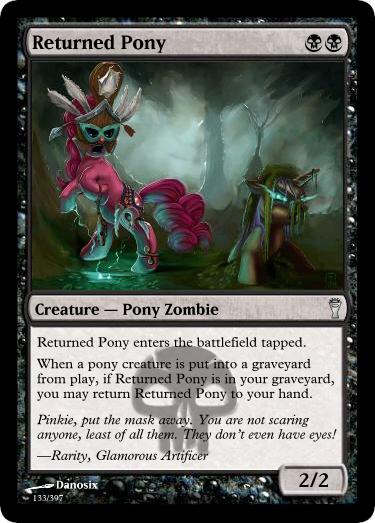 Returned Pony
Creature — Pony Zombie
Returned Pony enters the battlefield tapped.
When a pony creature is put into a graveyard
from play, if Returned Pony is in your graveyard,
you may return Returned Pony to your hand.
Pinkie, put the mask away. You are not scaring
anyone, least of all them. They don't even have eyes!
—Rarity, Glamorous Artificer
2/2
Danosix
133/397